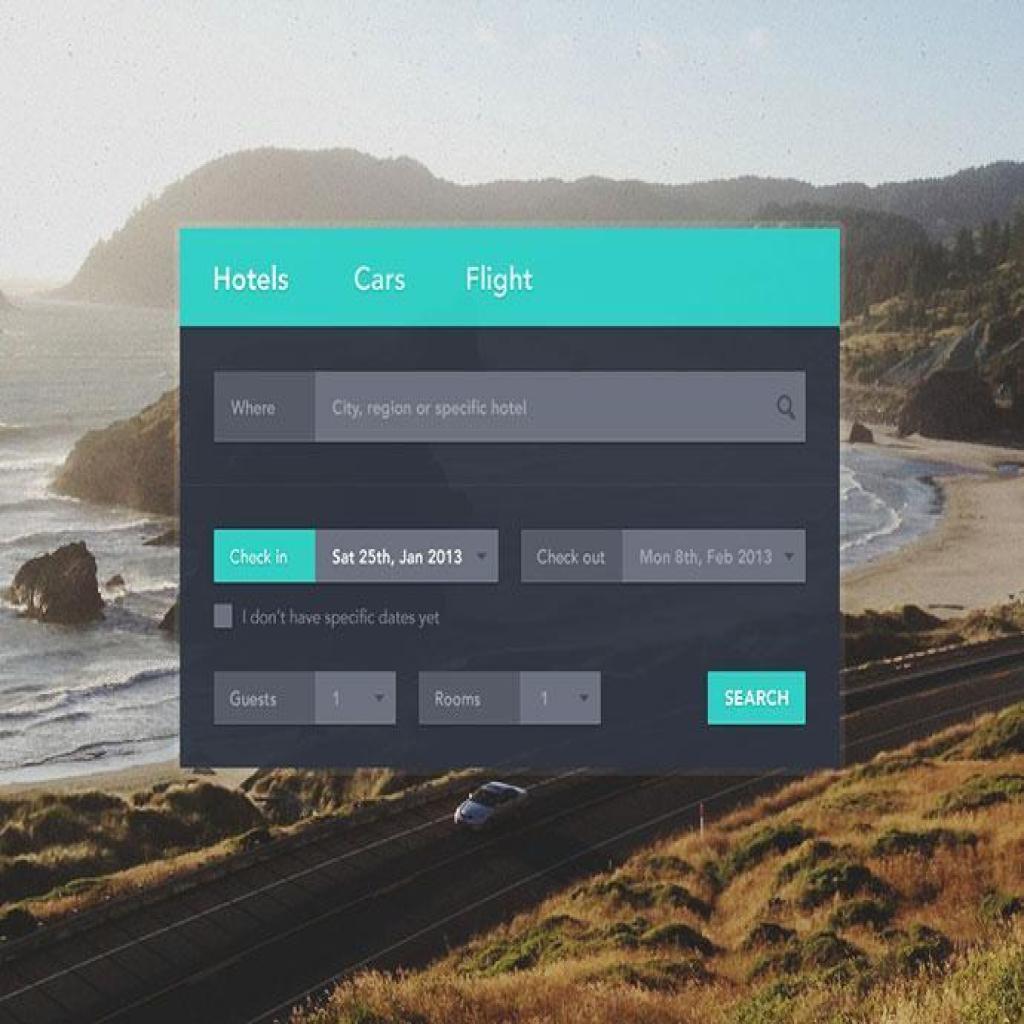 Hotels Cars Flight
Where City, region or specific hotel
Check in Sat 25th, Jan 2013 Check out Mon 8th, Feb 2013
I don't have specific dates yet
Guests 1 Rooms 1 SEARCH